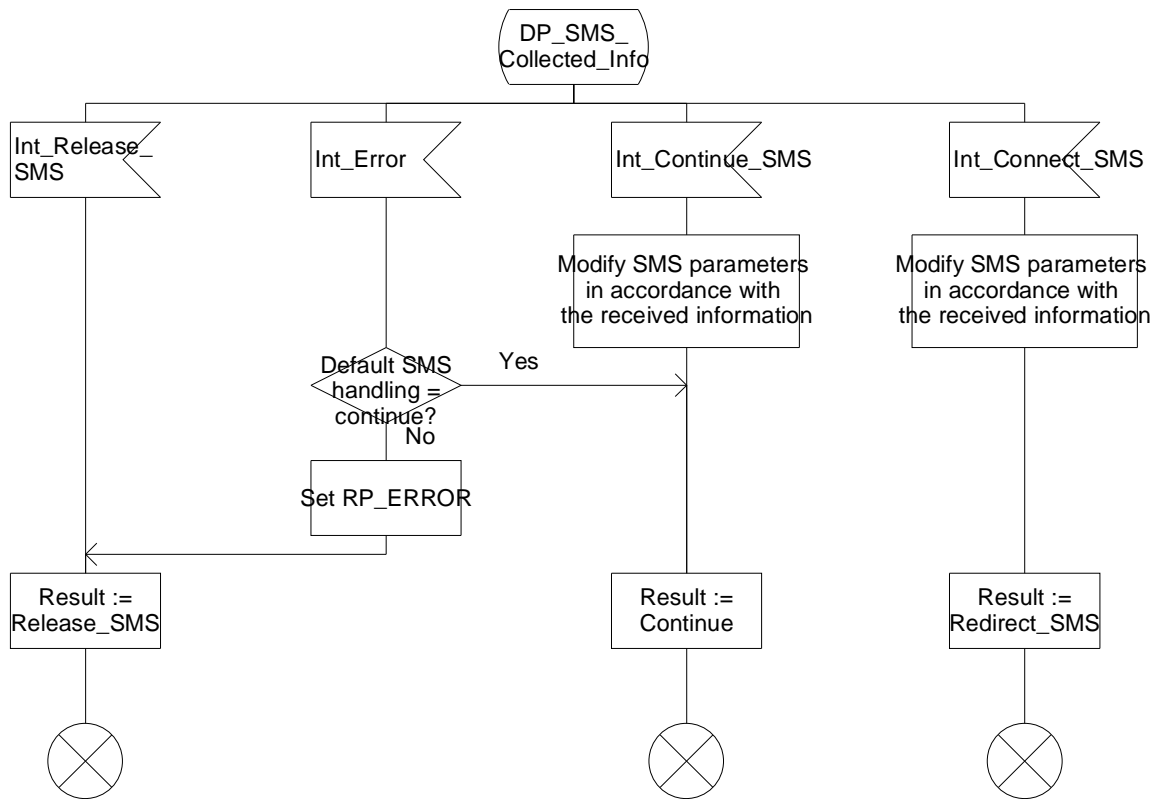 DP_SMS_
Collected_Info
Int_Release_
SMS
Int_Error
Int_Continue_SMS
Int_Connect_SMS
Modify SMS parameters
in accordance with
the received information
Modify SMS parameters
in accordance with
the received information
Default SMS
handling =
continue?
Yes
No
Set RP_ERROR
Result :=
Release_SMS
Result :=
Continue
Result :=
Redirect_SMS